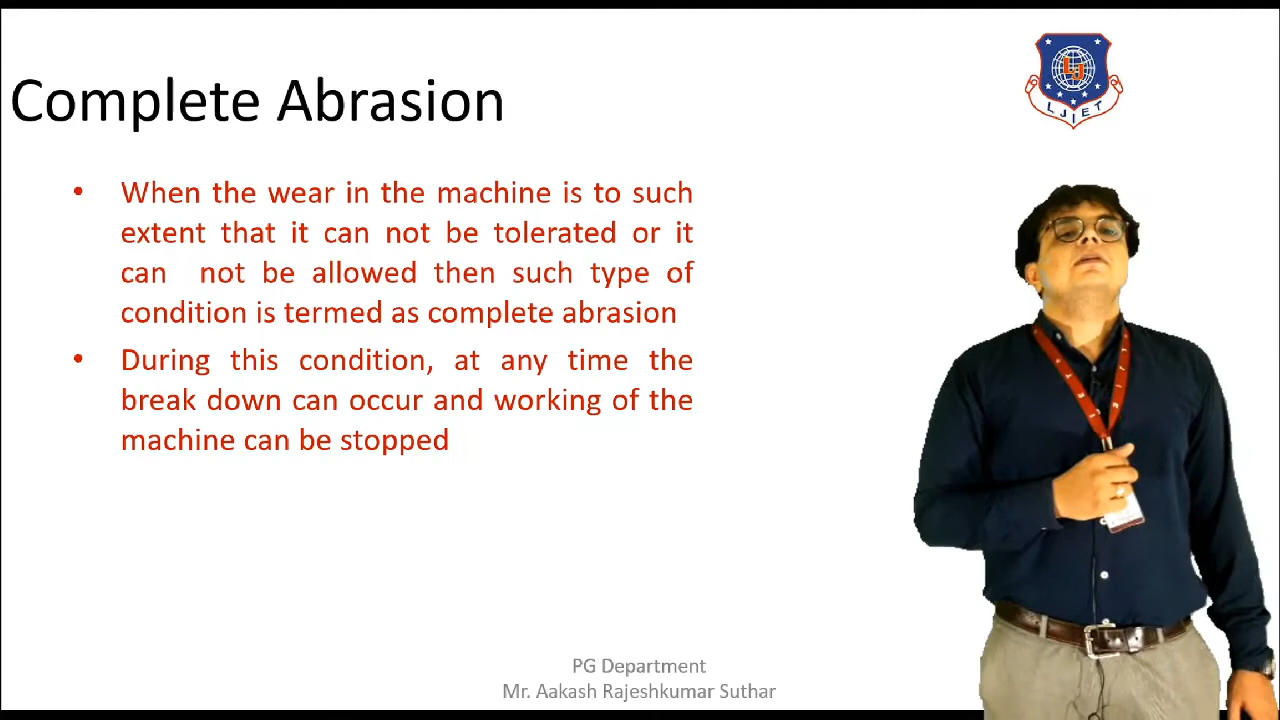 Complete Abrasion
LJIET
• When the wear in the machine is to such
extent that it can not be tolerated or it
can not be allowed then such type of
condition is termed as complete abrasion
• During this condition, at any time the
break down can occur and working of the
machine can be stopped
PG Department
Mr. Aakash Rajeshkumar Suthar